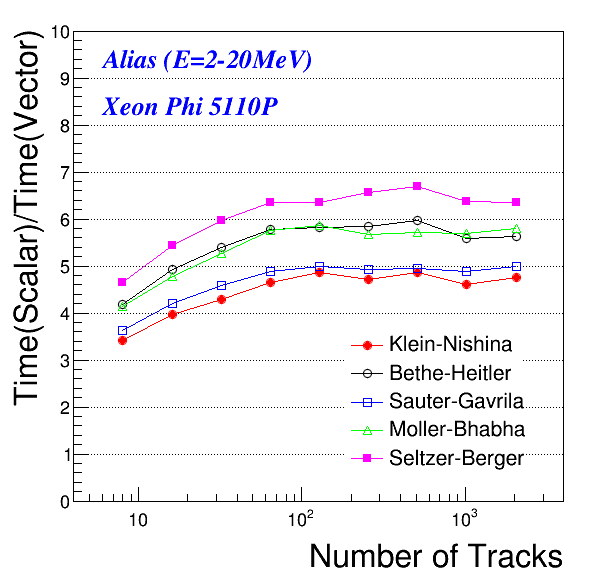 Alias (E=2-20MeV)
Xeon Phi 5110P
Time(Scalar)/Time(Vector)
10
9
8
7
6
5
4
3
2
1
0
Klein-Nishina
Bethe-Heitler
Sauter-Gavrila
Moller-Bhabha
Seltzer-Berger
10 10² 10³
Number of Tracks